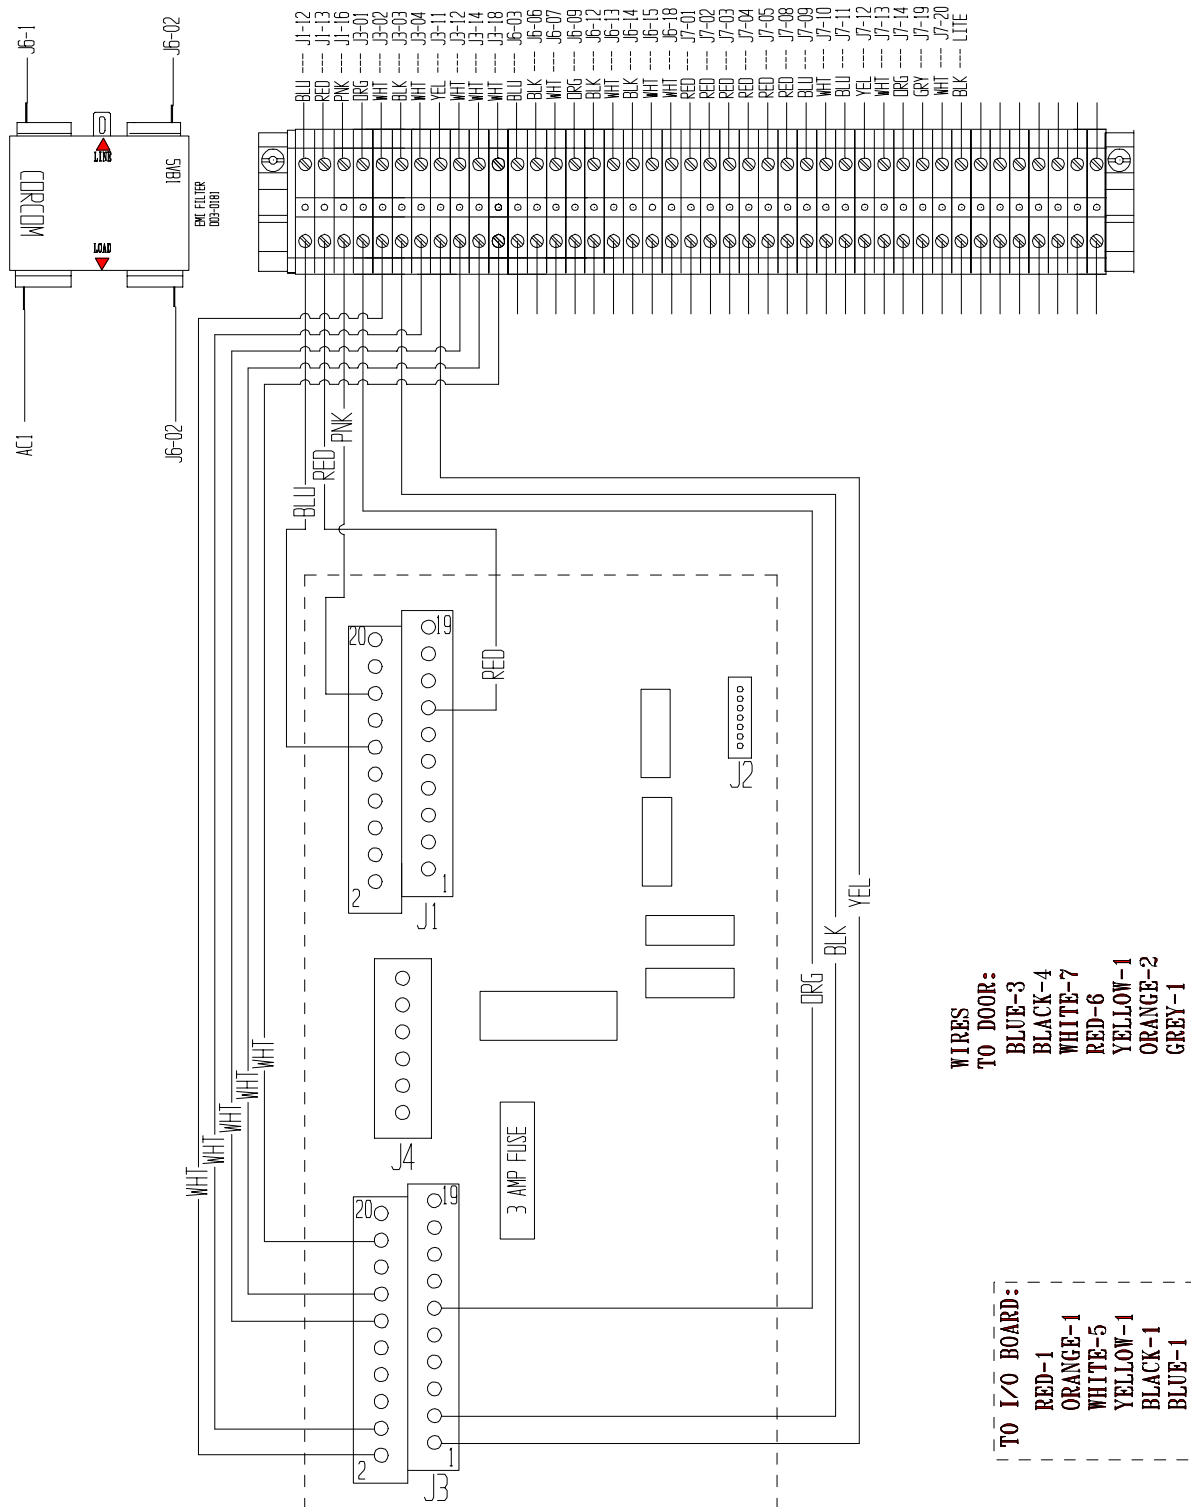 J6-1
J6-02
LINE
5VB1
CORCOM
LOAD
EMI FILTER
003-0181
AC1
J6-02
BLU --- J1-12
RED --- J1-13
PNK --- J1-16
ORG --- J3-01
WHT --- J3-02
BLK --- J3-03
WHT --- J3-04
YEL --- J3-11
WHT --- J3-12
WHT --- J3-14
WHT --- J3-18
BLU --- J6-03
BLK --- J6-06
WHT --- J6-07
ORG --- J6-09
BLK --- J6-12
WHT --- J6-13
BLK --- J6-14
WHT --- J6-15
WHT --- J6-18
RED --- J7-01
RED --- J7-02
RED --- J7-03
RED --- J7-04
RED --- J7-05
RED --- J7-08
BLU --- J7-09
WHT --- J7-10
BLU --- J7-11
YEL --- J7-12
WHT --- J7-13
ORG --- J7-14
GRY --- J7-19
WHT --- J7-20
BLK --- LITE
PNK
RED
BLU
20
19
RED
2
1
J1
J2
YEL
BLK
ORG
WHT
WHT
WHT
WHT
WHT
J4
3 AMP FUSE
20
19
2
1
J3
WIRES
TO DOOR:
BLUE-3
BLACK-4
WHITE-7
RED-6
YELLOW-1
ORANGE-2
GREY-1
TO I/O BOARD:
RED-1
ORANGE-1
WHITE-5
YELLOW-1
BLACK-1
BLUE-1